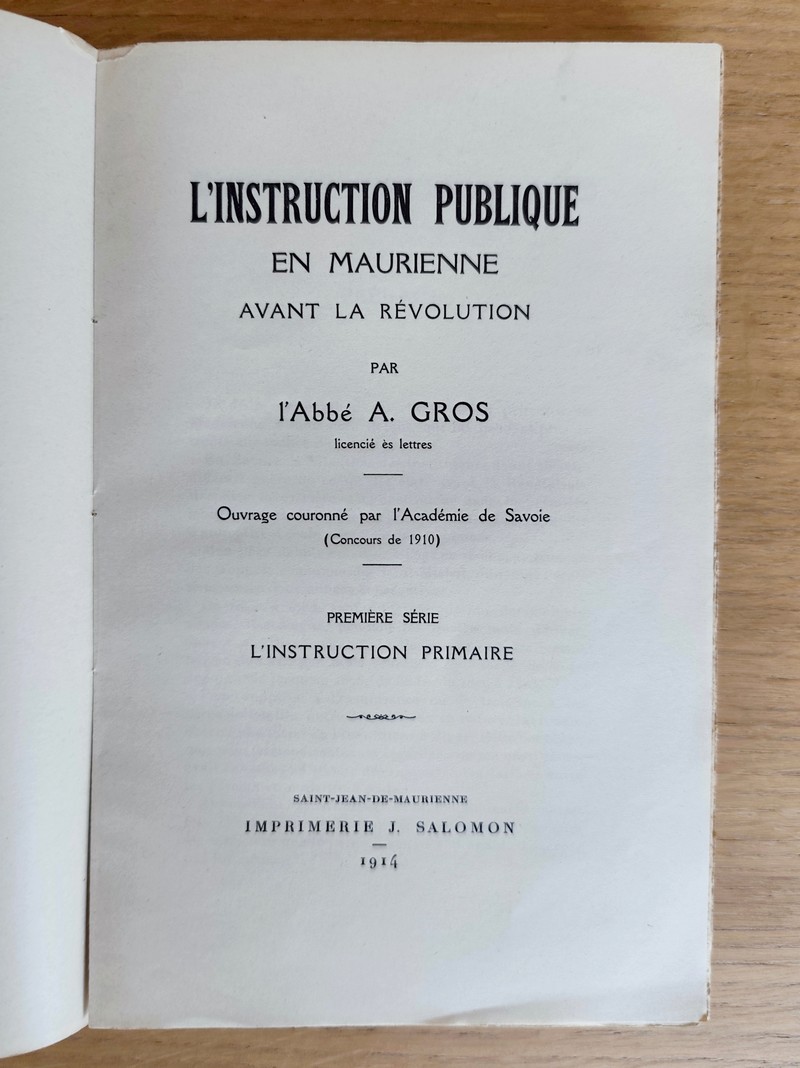 L'INSTRUCTION PUBLIQUE
EN MAURIENNE
AVANT LA RÉVOLUTION
PAR
l'Abbé A. GROS
licencié ès lettres
Ouvrage couronné par l'Académie de Savoie
(Concours de 1910)
PREMIÈRE SÉRIE
L'INSTRUCTION PRIMAIRE
SAINT-JEAN-DE-MAURIENNE
IMPRIMERIE J. SALOMON
1914